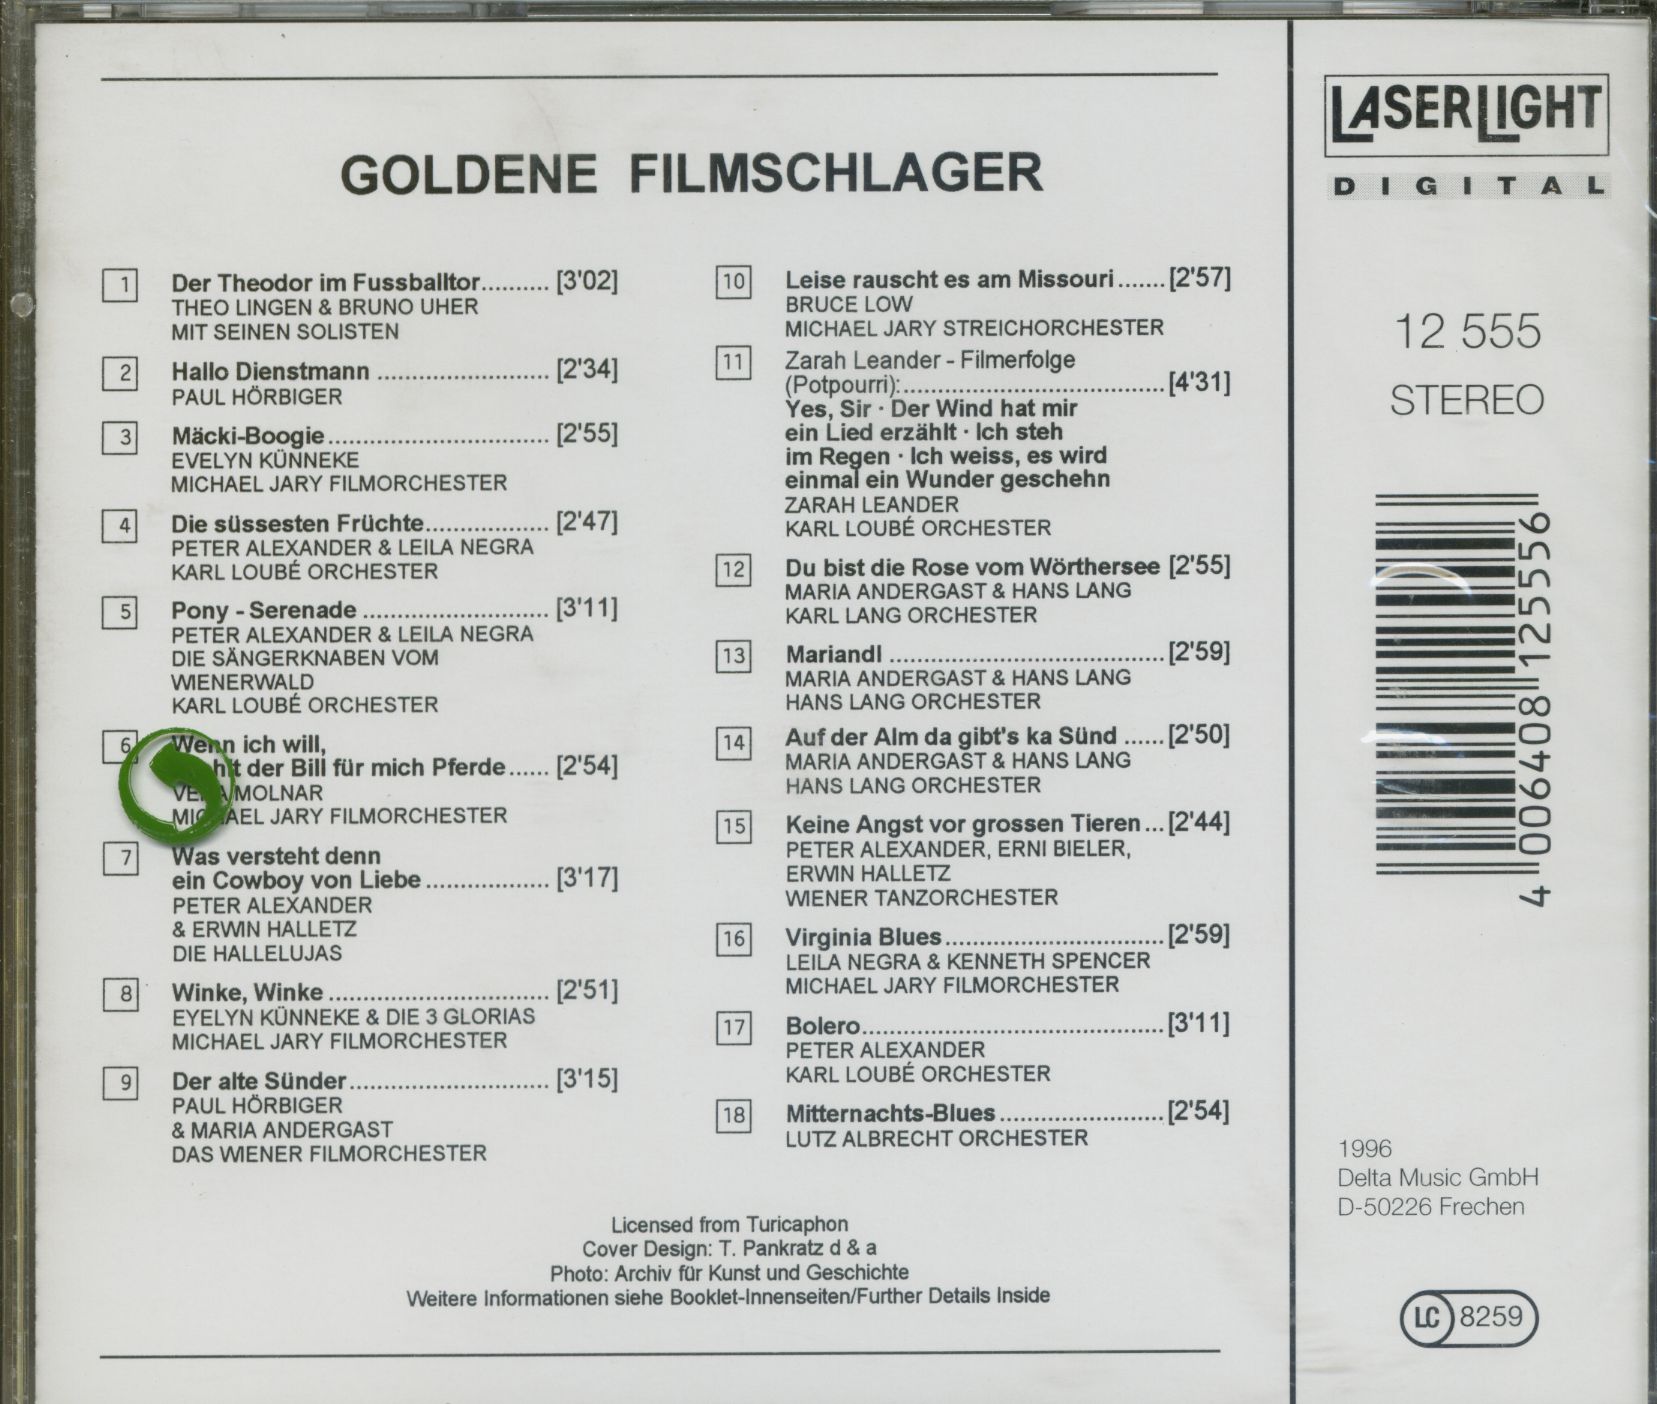 GOLDENE FILMSCHLAGER
1 Der Theodor im Fussballtor.......... [3'02]
THEO LINGEN & BRUNO UHER
MIT SEINEN SOLISTEN
2 Hallo Dienstmann .......................... [2'34]
PAUL HÖRBIGER
3 Mäcki-Boogie................................. [2'55]
EVELYN KÜNNEKE
MICHAEL JARY FILMORCHESTER
4 Die süssesten Früchte.................. [2'47]
PETER ALEXANDER & LEILA NEGRA
KARL LOUBÉ ORCHESTER
5 Pony - Serenade ............................ [3'11]
PETER ALEXANDER & LEILA NEGRA
DIE SÄNGERKNABEN VOM
WIENERWALD
KARL LOUBÉ ORCHESTER
6 Wenn ich will,
der Bill für mich Pferde...... [2'54]
VERA MOLNAR
MICHAEL JARY FILMORCHESTER
7 Was versteht denn
ein Cowboy von Liebe................... [3'17]
PETER ALEXANDER
& ERWIN HALLETZ
DIE HALLELUJAS
8 Winke, Winke ................................. [2'51]
EYELYN KÜNNEKE & DIE 3 GLORIAS
MICHAEL JARY FILMORCHESTER
9 Der alte Sünder.............................. [3'15]
PAUL HÖRBIGER
& MARIA ANDERGAST
DAS WIENER FILMORCHESTER
10 Leise rauscht es am Missouri....... [2'57]
BRUCE LOW
MICHAEL JARY STREICHORCHESTER
11 Zarah Leander - Filmerfolge
(Potpourri):....................................... [4'31]
Yes, Sir · Der Wind hat mir
ein Lied erzählt · Ich steh
im Regen · Ich weiss, es wird
einmal ein Wunder geschehn
ZARAH LEANDER
KARL LOUBÉ ORCHESTER
12 Du bist die Rose vom Wörthersee [2'55]
MARIA ANDERGAST & HANS LANG
KARL LANG ORCHESTER
13 Mariandl ......................................... [2'59]
MARIA ANDERGAST & HANS LANG
HANS LANG ORCHESTER
14 Auf der Alm da gibt's ka Sünd ...... [2'50]
MARIA ANDERGAST & HANS LANG
HANS LANG ORCHESTER
15 Keine Angst vor grossen Tieren... [2'44]
PETER ALEXANDER, ERNI BIELER,
ERWIN HALLETZ
WIENER TANZORCHESTER
16 Virginia Blues................................. [2'59]
LEILA NEGRA & KENNETH SPENCER
MICHAEL JARY FILMORCHESTER
17 Bolero............................................. [3'11]
PETER ALEXANDER
KARL LOUBÉ ORCHESTER
18 Mitternachts-Blues........................ [2'54]
LUTZ ALBRECHT ORCHESTER
Licensed from Turicaphon
Cover Design: T. Pankratz d & a
Photo: Archiv für Kunst und Geschichte
Weitere Informationen siehe Booklet-Innenseiten/Further Details Inside
LASERLIGHT
DIGITAL
12 555
STEREO
4 006408 125556
1996
Delta Music GmbH
D-50226 Frechen
LC 8259